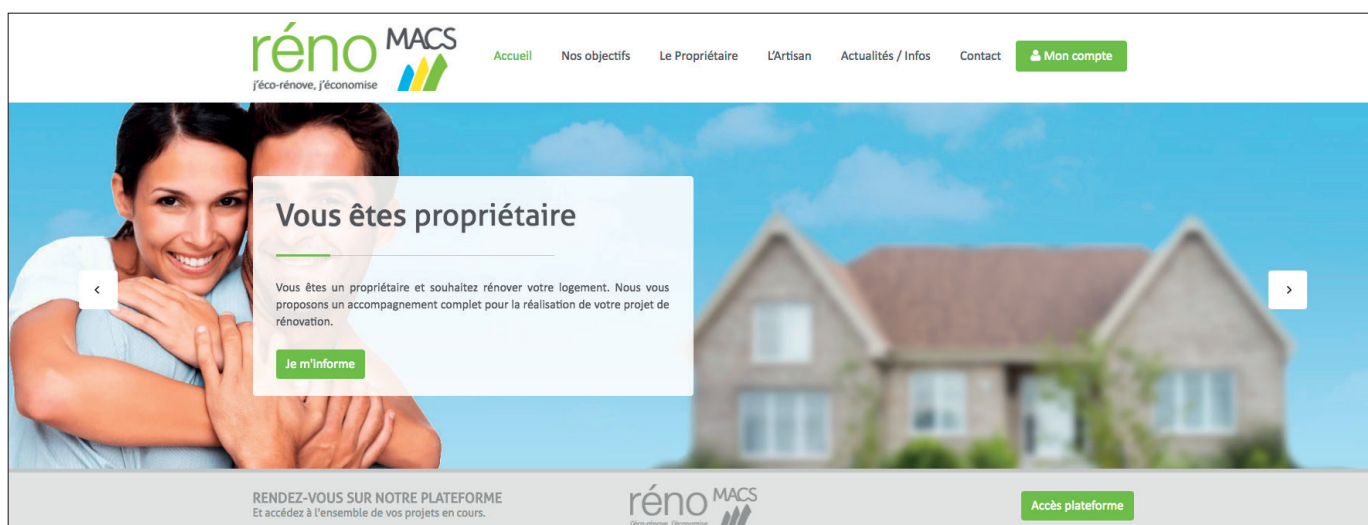 réno MACS
j'éco-rénove, j'économise
Accueil Nos objectifs Le Propriétaire L'Artisan Actualités / Infos Contact Mon compte
Vous êtes propriétaire
Vous êtes un propriétaire et souhaitez rénover votre logement. Nous vous
proposons un accompagnement complet pour la réalisation de votre projet de
rénovation.
Je m'informe
RENDEZ-VOUS SUR NOTRE PLATEFORME
Et accédez à l'ensemble de vos projets en cours.
réno MACS
j'éco-rénove, j'économise
Accès plateforme